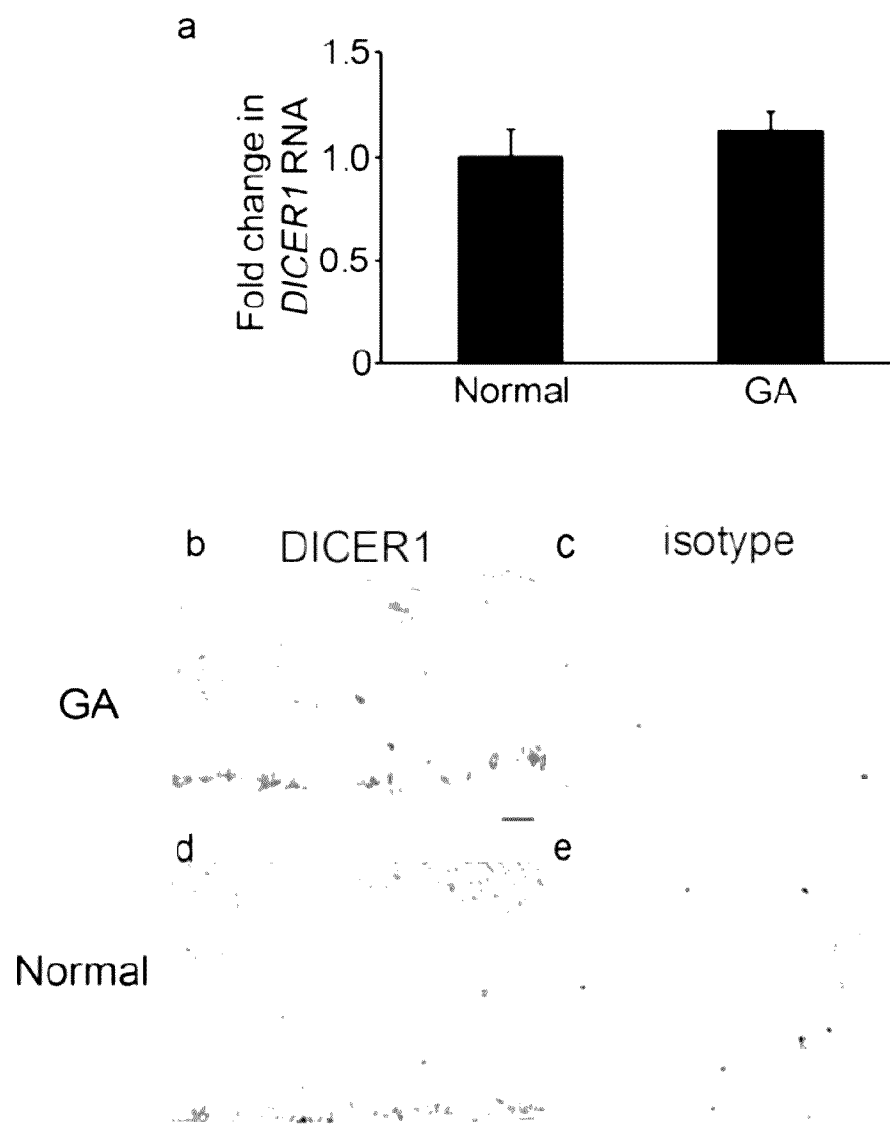 a
Fold change in
DICER1 RNA
1.5
1.0
0.5
0
Normal GA
b DICER1 c isotype
GA
d e
Normal